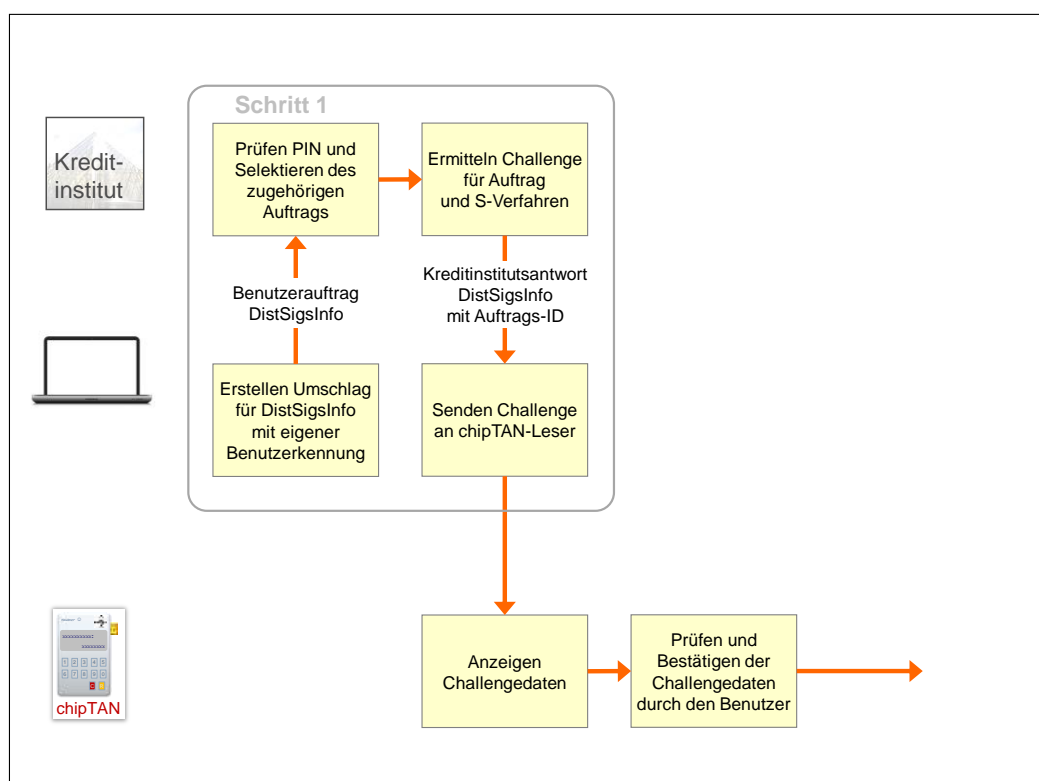 Schritt 1
Kredit-
institut
Prüfen PIN und
Selektieren des
zugehörigen
Auftrags
Ermitteln Challenge
für Auftrag
und S-Verfahren
Benutzerauftrag
DistSigsInfo
Kreditinstitutsantwort
DistSigsInfo
mit Auftrags-ID
Erstellen Umschlag
für DistSigsInfo
mit eigener
Benutzerkennung
Senden Challenge
an chipTAN-Leser
chipTAN
Anzeigen
Challengedaten
Prüfen und
Bestätigen der
Challengedaten
durch den Benutzer